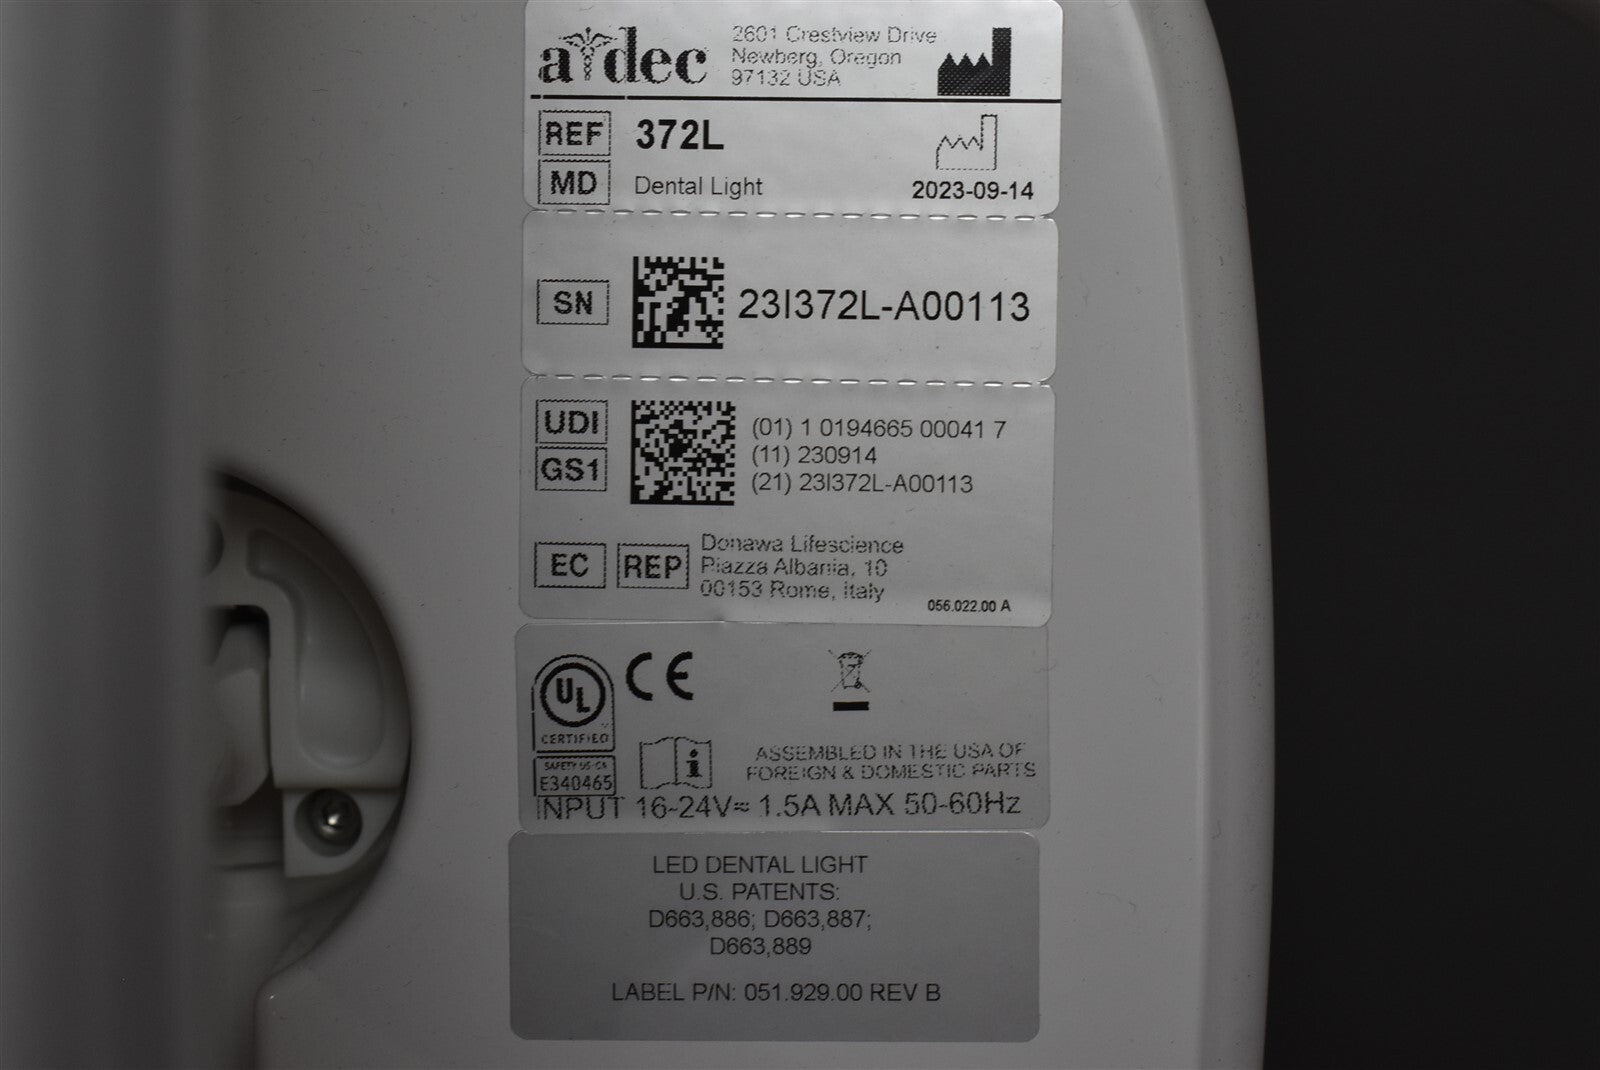 a dec
2601 Crestview Drive
Newberg, Oregon
97132 USA
REF 372L
MD Dental Light
2023-09-14
SN 23I372L-A00113
UDI (01) 1 0194665 00041 7
GS1 (11) 230914
(21) 23I372L-A00113
EC REP Donawa Lifescience
Piazza Albania, 10
00153 Rome, Italy
056.022.00 A
UL CE
CERTIFIED
SAFETY US-CA
E340465
i
ASSEMBLED IN THE USA OF
FOREIGN & DOMESTIC PARTS
INPUT 16-24V≂ 1.5A MAX 50-60Hz
LED DENTAL LIGHT
U.S. PATENTS:
D663,886; D663,887;
D663,889
LABEL P/N: 051.929.00 REV B